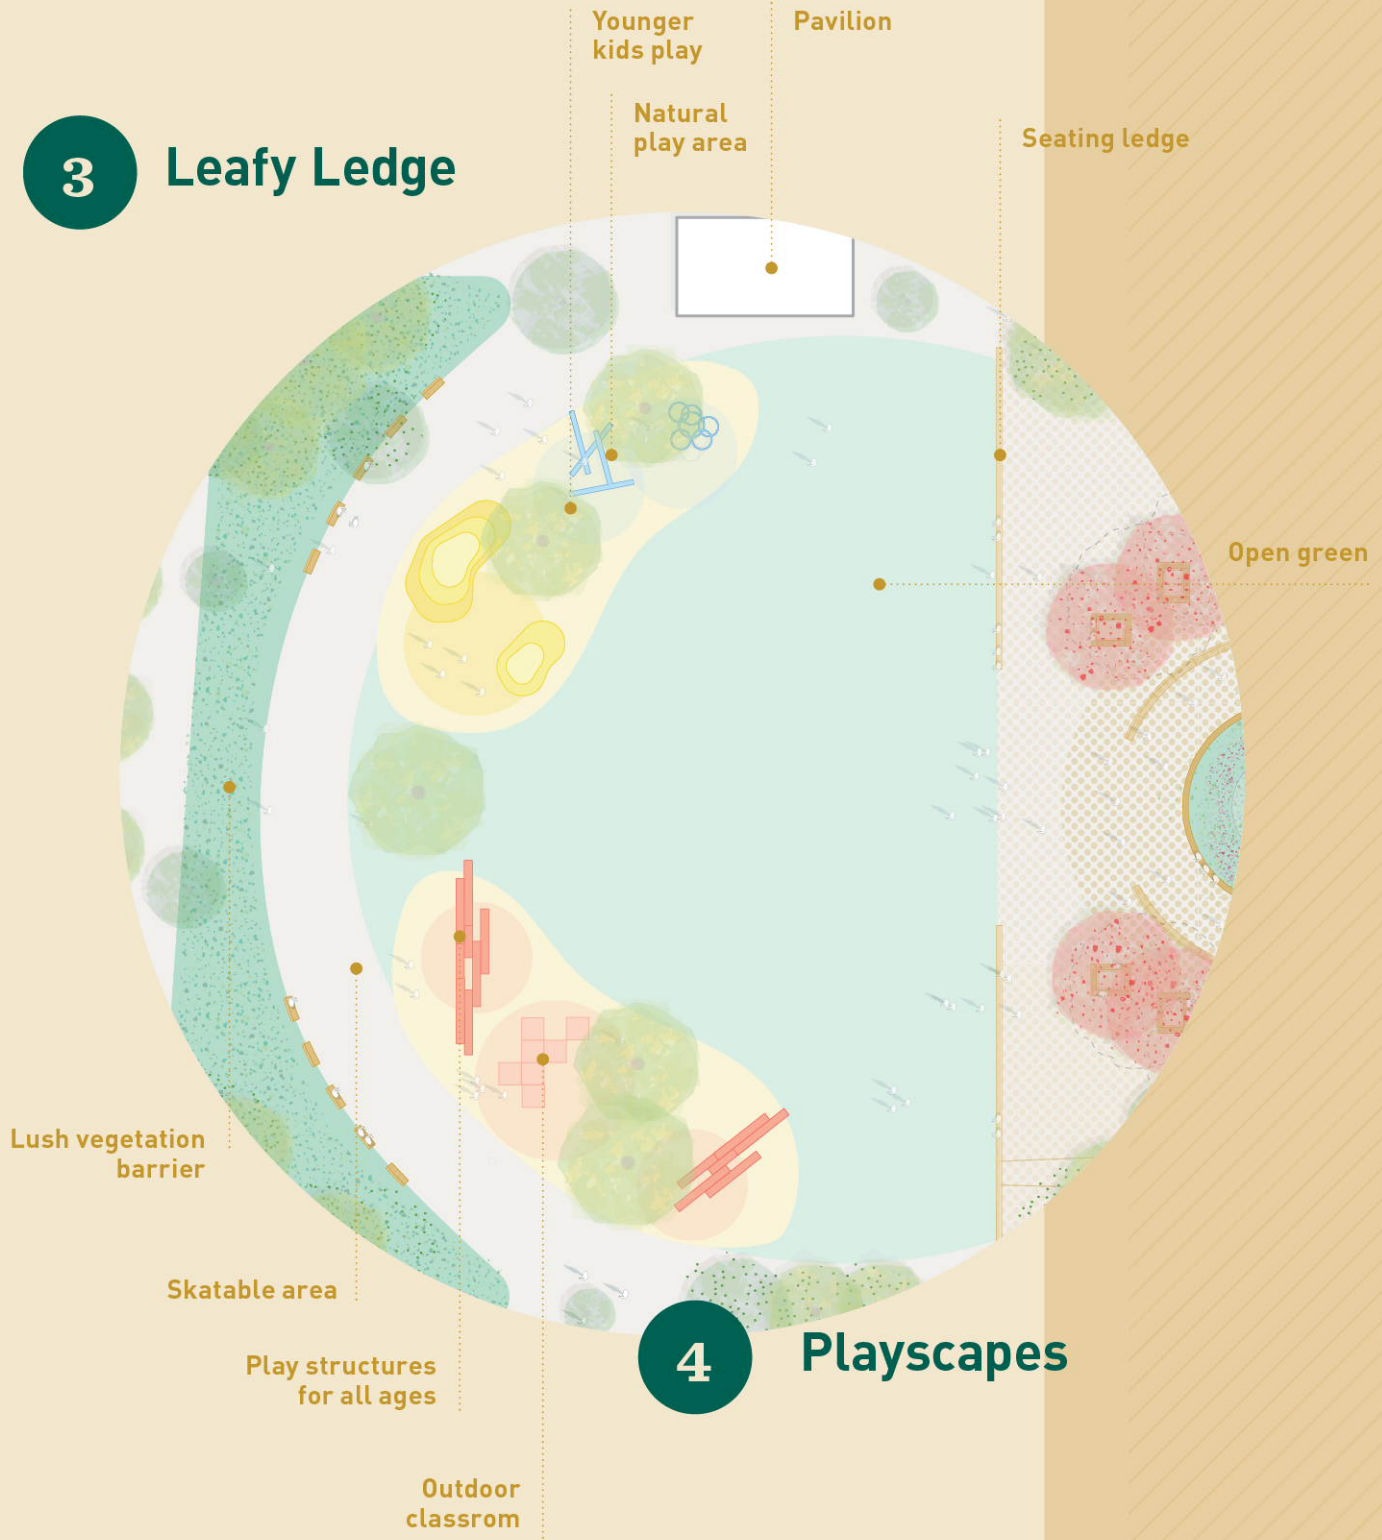 Younger
kids play
Pavilion
Natural
play area
Seating ledge
3
Leafy Ledge
Open green
Lush vegetation
barrier
Skatable area
4
Playscapes
Play structures
for all ages
Outdoor
classrom